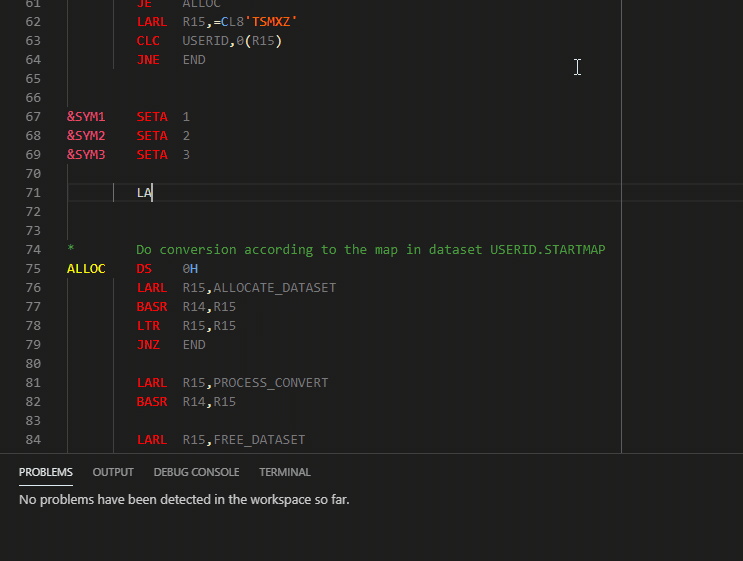 61 JE ALLOC
62 LARL R15,=CL8'TSMXZ'
63 CLC USERID,0(R15)
64 JNE END
65
66
67 &SYM1 SETA 1
68 &SYM2 SETA 2
69 &SYM3 SETA 3
70
71 LA
72
73
74 * Do conversion according to the map in dataset USERID.STARTMAP
75 ALLOC DS 0H
76 LARL R15,ALLOCATE_DATASET
77 BASR R14,R15
78 LTR R15,R15
79 JNZ END
80
81 LARL R15,PROCESS_CONVERT
82 BASR R14,R15
83
84 LARL R15,FREE_DATASET
PROBLEMS OUTPUT DEBUG CONSOLE TERMINAL
No problems have been detected in the workspace so far.